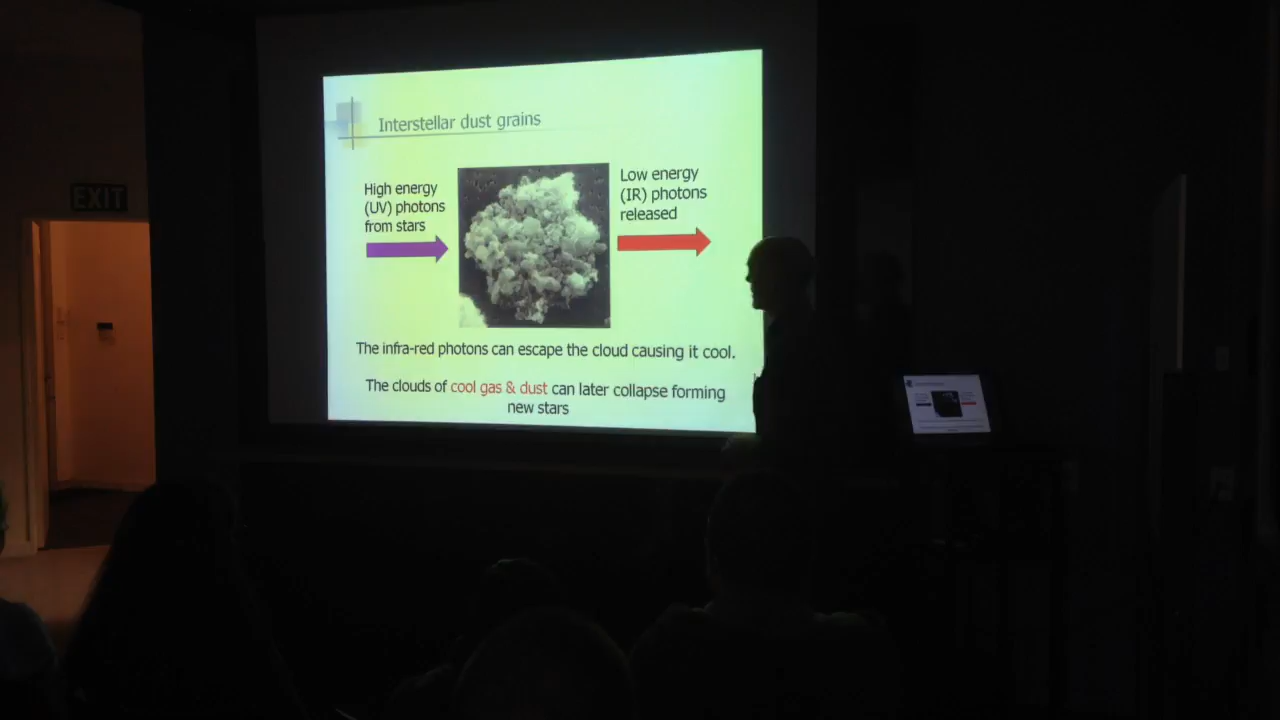 Interstellar dust grains
High energy
(UV) photons
from stars
Low energy
(IR) photons
released
The infra-red photons can escape the cloud causing it cool.
The clouds of cool gas & dust can later collapse forming
new stars
EXIT